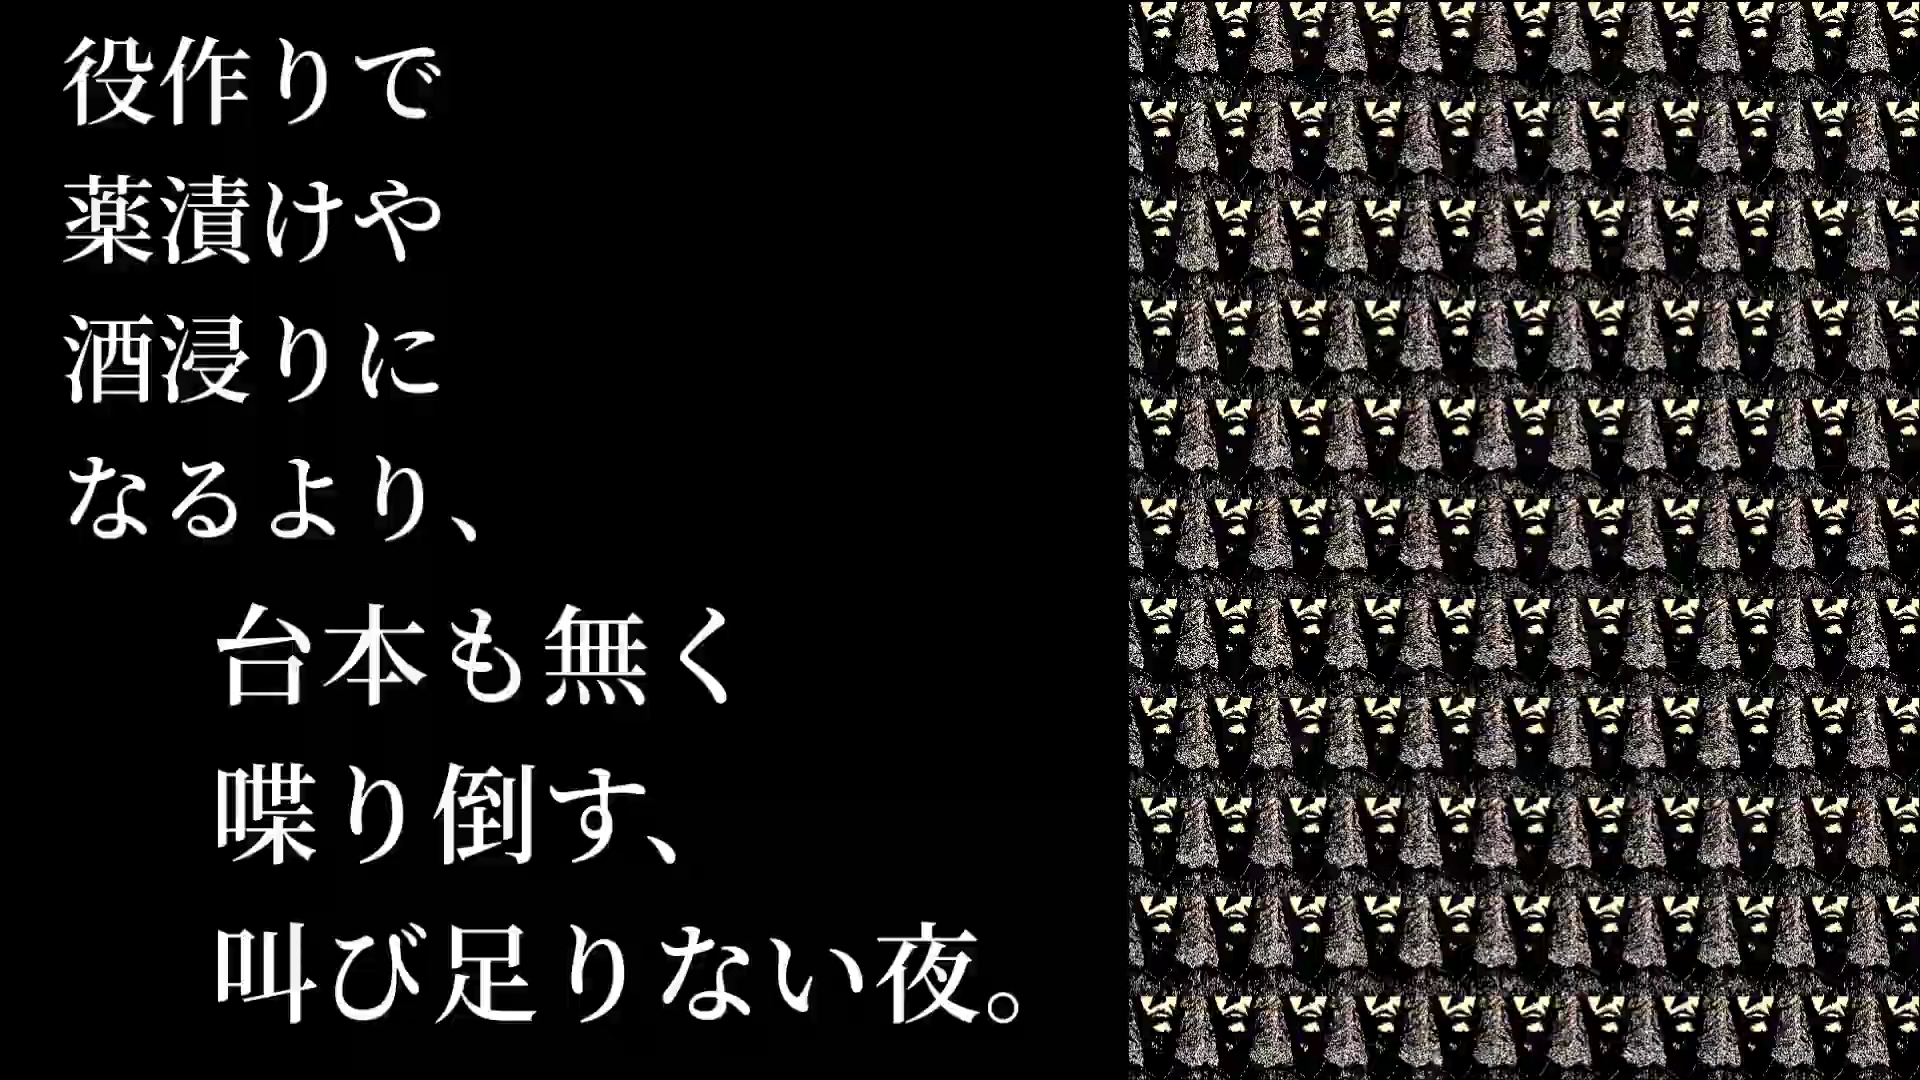 役作りで
薬漬けや
酒浸りに
なるより、
台本も無く
喋り倒す、
叫び足りない夜。